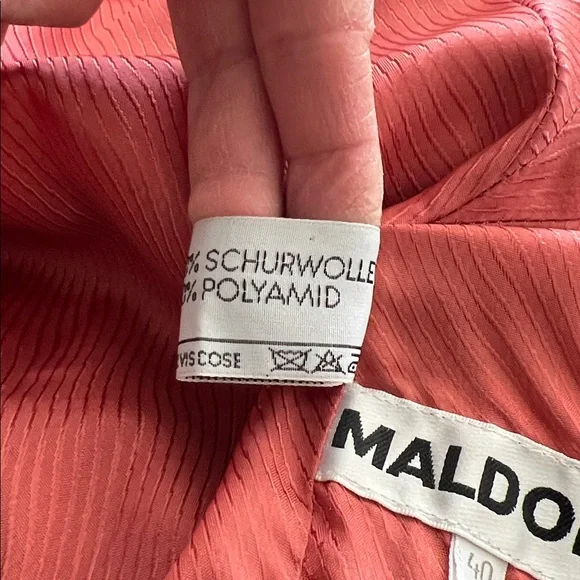 % SCHURWOLLE
% POLYAMID
VISCOSE
MALDO
40